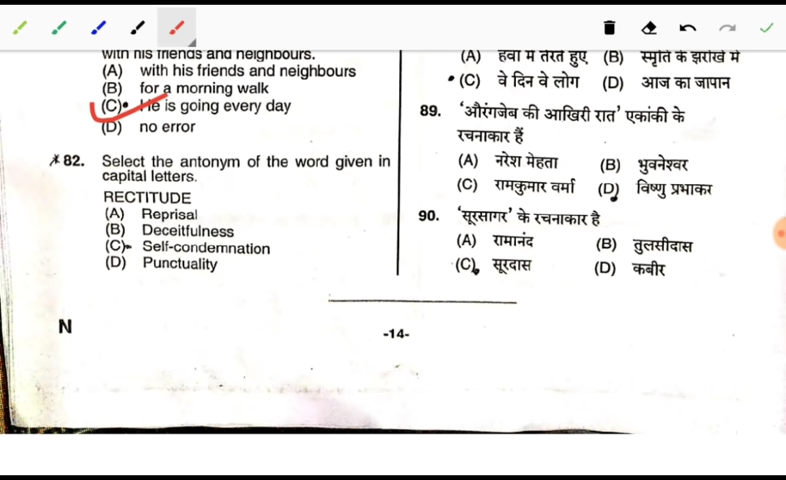 with his friends and neighbours.
(A) with his friends and neighbours
(B) for a morning walk
(C) He is going every day
(D) no error
82. Select the antonym of the word given in
capital letters.
RECTITUDE
(A) Reprisal
(B) Deceitfulness
(C) Self-condemnation
(D) Punctuality
(A) हवा में तैरते हुए (B) स्मृति के झरोखे में
(C) वे दिन वे लोग (D) आज का जापान
89. 'औरंगजेब की आखिरी रात' एकांकी के
रचनाकार हैं
(A) नरेश मेहता (B) भुवनेश्वर
(C) रामकुमार वर्मा (D) विष्णु प्रभाकर
90. 'सूरसागर' के रचनाकार है
(A) रामानंद (B) तुलसीदास
(C) सूरदास (D) कबीर
N
-14-